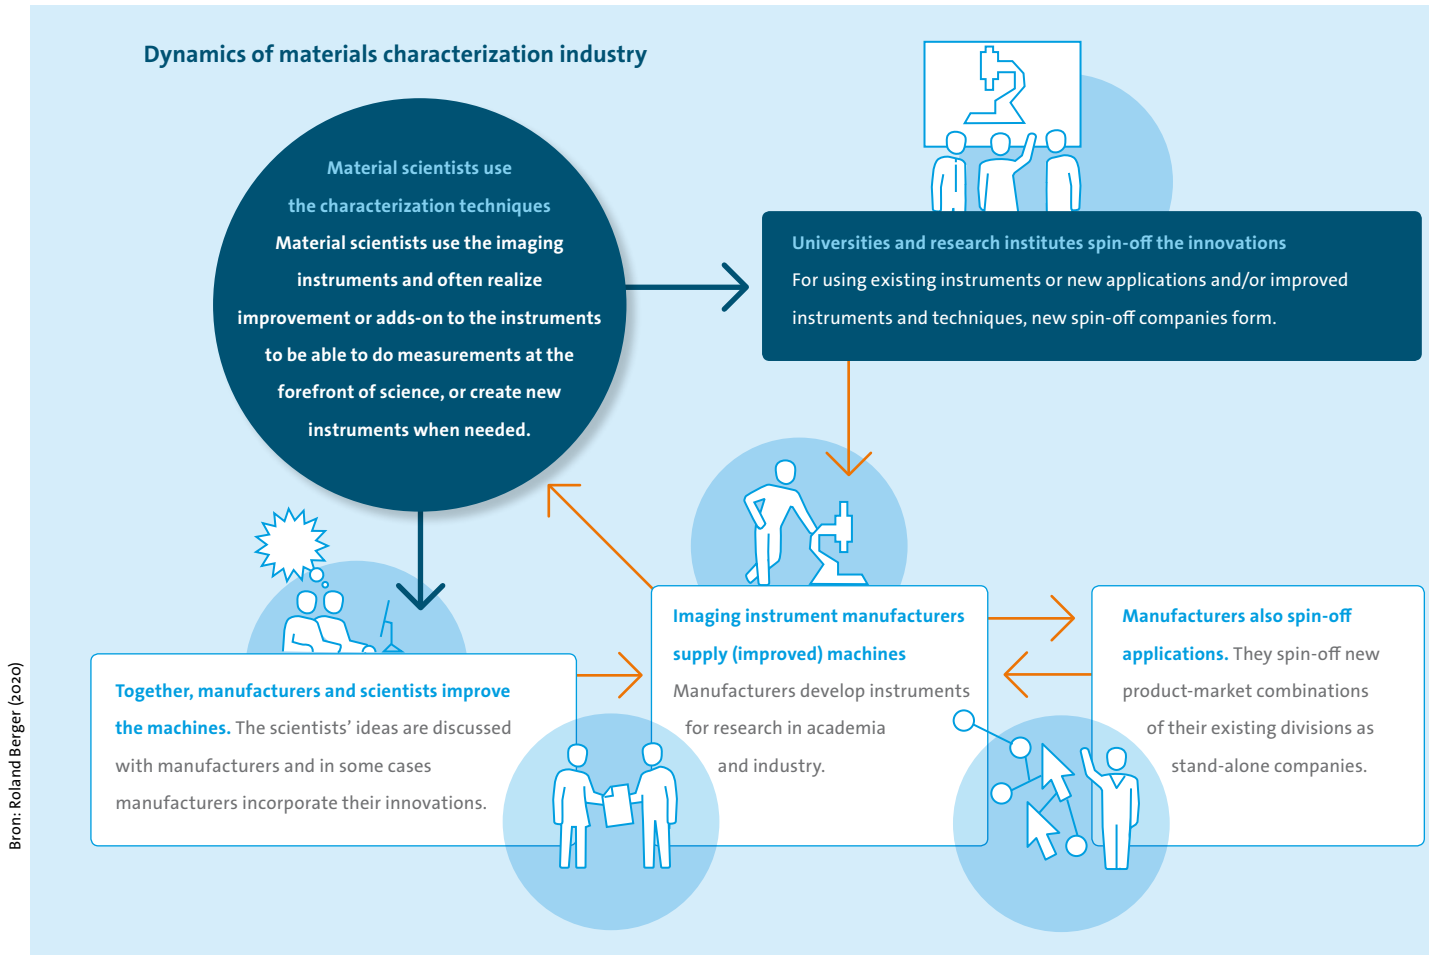 Dynamics of materials characterization industry
Material scientists use
the characterization techniques
Material scientists use the imaging
instruments and often realize
improvement or adds-on to the instruments
to be able to do measurements at the
forefront of science, or create new
instruments when needed.
Universities and research institutes spin-off the innovations
For using existing instruments or new applications and/or improved
instruments and techniques, new spin-off companies form.
Together, manufacturers and scientists improve
the machines. The scientists’ ideas are discussed
with manufacturers and in some cases
manufacturers incorporate their innovations.
Imaging instrument manufacturers
supply (improved) machines
Manufacturers develop instruments
for research in academia
and industry.
Manufacturers also spin-off
applications. They spin-off new
product-market combinations
of their existing divisions as
stand-alone companies.
Bron: Roland Berger (2020)